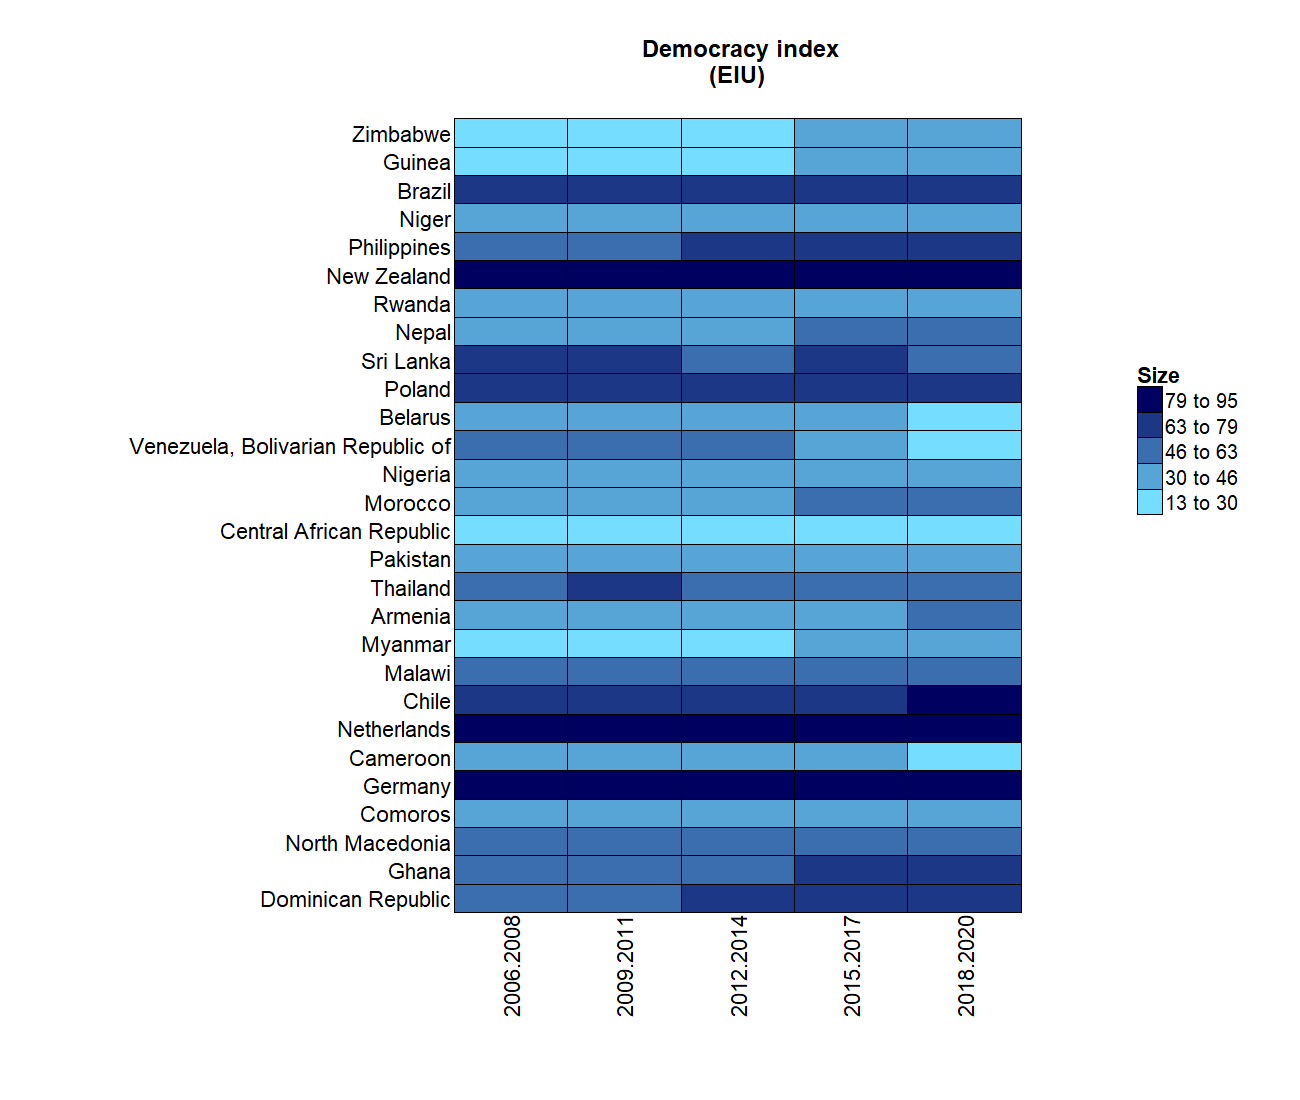 Democracy index
(EIU)
Zimbabwe
Guinea
Brazil
Niger
Philippines
New Zealand
Rwanda
Nepal
Sri Lanka
Poland
Belarus
Venezuela, Bolivarian Republic of
Nigeria
Morocco
Central African Republic
Pakistan
Thailand
Armenia
Myanmar
Malawi
Chile
Netherlands
Cameroon
Germany
Comoros
North Macedonia
Ghana
Dominican Republic
2006.2008
2009.2011
2012.2014
2015.2017
2018.2020
Size
79 to 95
63 to 79
46 to 63
30 to 46
13 to 30